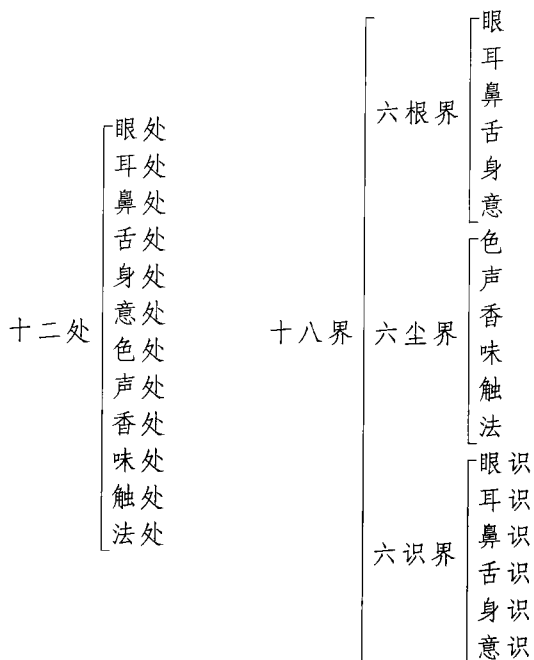 十二处
眼处
耳处
鼻处
舌处
身处
意处
色处
声处
香处
味处
触处
法处
十八界
六根界
眼
耳
鼻
舌
身
意
六尘界
色
声
香
味
触
法
六识界
眼识
耳识
鼻识
舌识
身识
意识